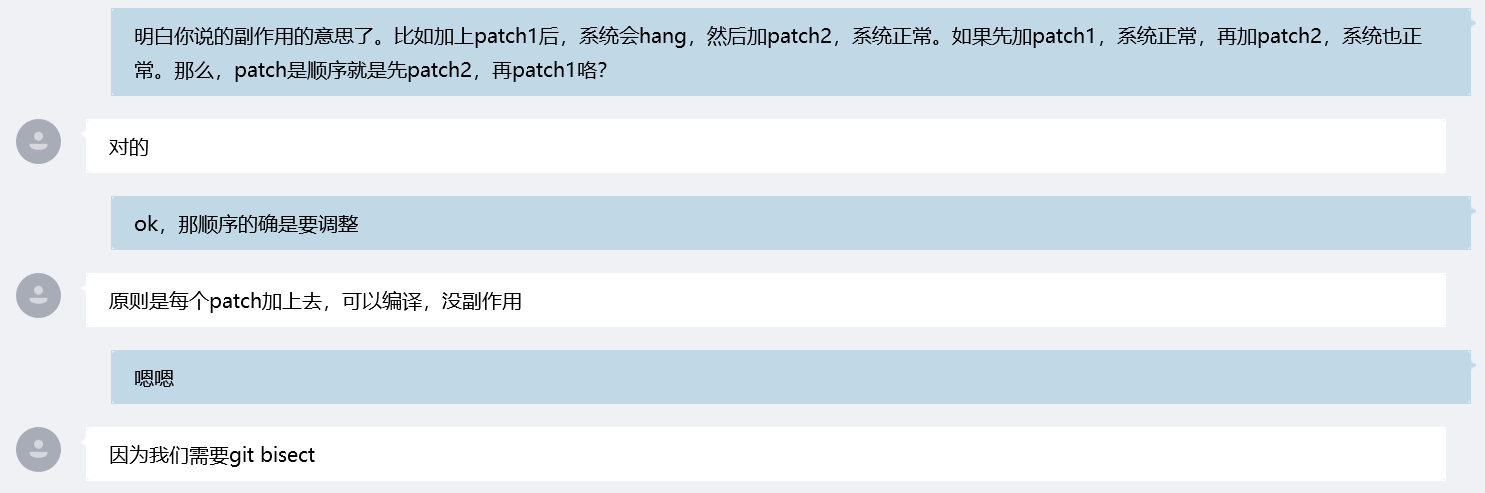 明白你说的副作用的意思了。比如加上patch1后，系统会hang，然后加patch2，系统正常。如果先加patch1，系统正常，再加patch2，系统也正
常。那么，patch是顺序就是先patch2，再patch1咯？
对的
ok，那顺序的确是要调整
原则是每个patch加上去，可以编译，没副作用
嗯嗯
因为我们需要git bisect